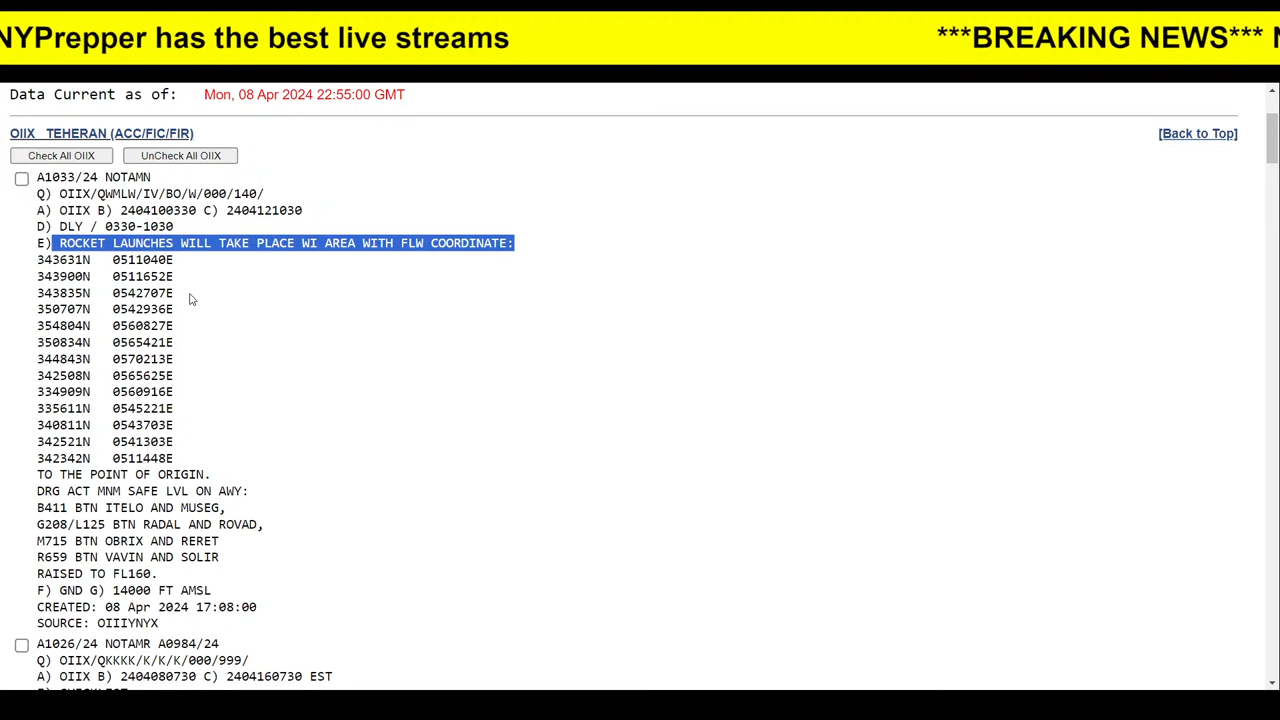 NYPrepper has the best live streams ***BREAKING NEWS*** N
Data Current as of: Mon, 08 Apr 2024 22:55:00 GMT
OIIX TEHERAN (ACC/FIC/FIR) [Back to Top]
Check All OIIX UnCheck All OIIX
A1033/24 NOTAMN
Q) OIIX/QWMLW/IV/BO/W/000/140/
A) OIIX B) 2404100330 C) 2404121030
D) DLY / 0330-1030
E) ROCKET LAUNCHES WILL TAKE PLACE WI AREA WITH FLW COORDINATE:
343631N 0511040E
343900N 0511652E
343835N 0542707E
350707N 0542936E
354804N 0560827E
350834N 0565421E
344843N 0570213E
342508N 0565625E
334909N 0560916E
335611N 0545221E
340811N 0543703E
342521N 0541303E
342342N 0511448E
TO THE POINT OF ORIGIN.
DRG ACT MNM SAFE LVL ON AWY:
B411 BTN ITELO AND MUSEG,
G208/L125 BTN RADAL AND ROVAD,
M715 BTN OBRIX AND RERET
R659 BTN VAVIN AND SOLIR
RAISED TO FL160.
F) GND G) 14000 FT AMSL
CREATED: 08 Apr 2024 17:08:00
SOURCE: OIIIYNYX
A1026/24 NOTAMR A0984/24
Q) OIIX/QKKKK/K/K/K/000/999/
A) OIIX B) 2404080730 C) 2404160730 EST